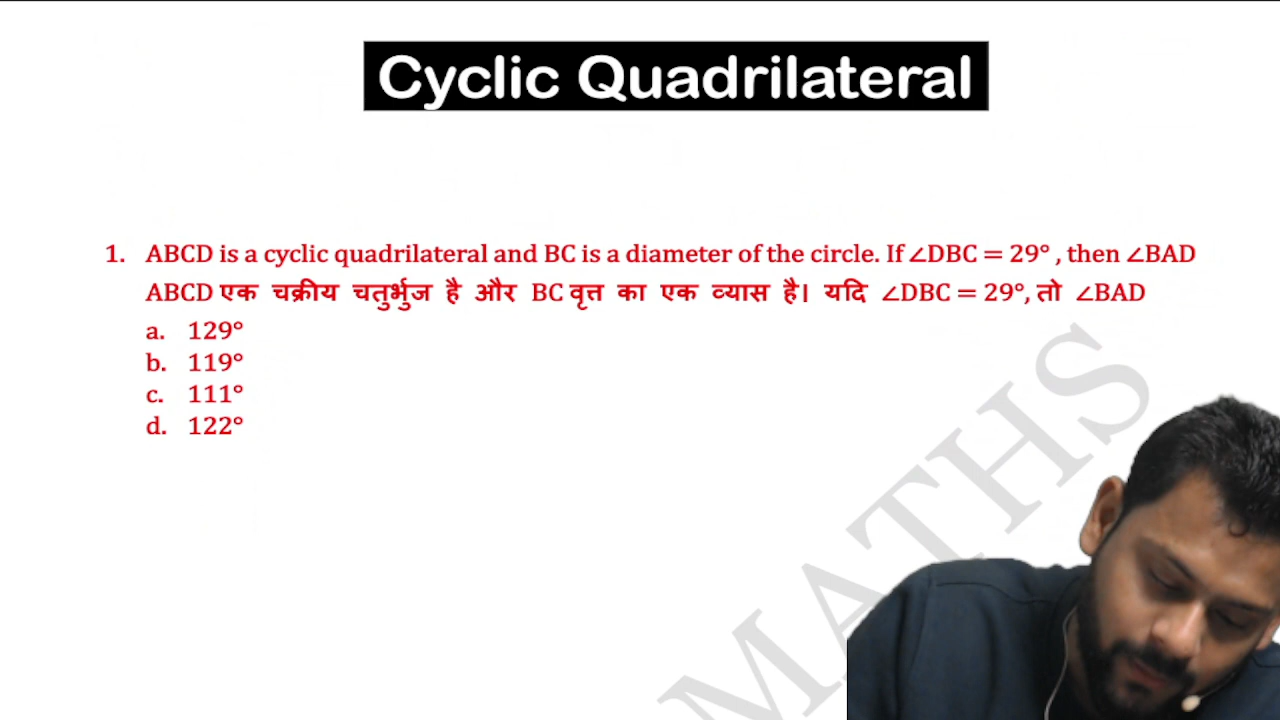 Cyclic Quadrilateral
1. ABCD is a cyclic quadrilateral and BC is a diameter of the circle. If ∠DBC = 29° , then ∠BAD
ABCD एक चक्रीय चतुर्भुज है और BC वृत्त का एक व्यास है। यदि ∠DBC = 29°, तो ∠BAD
a. 129°
b. 119°
c. 111°
d. 122°
MATHS